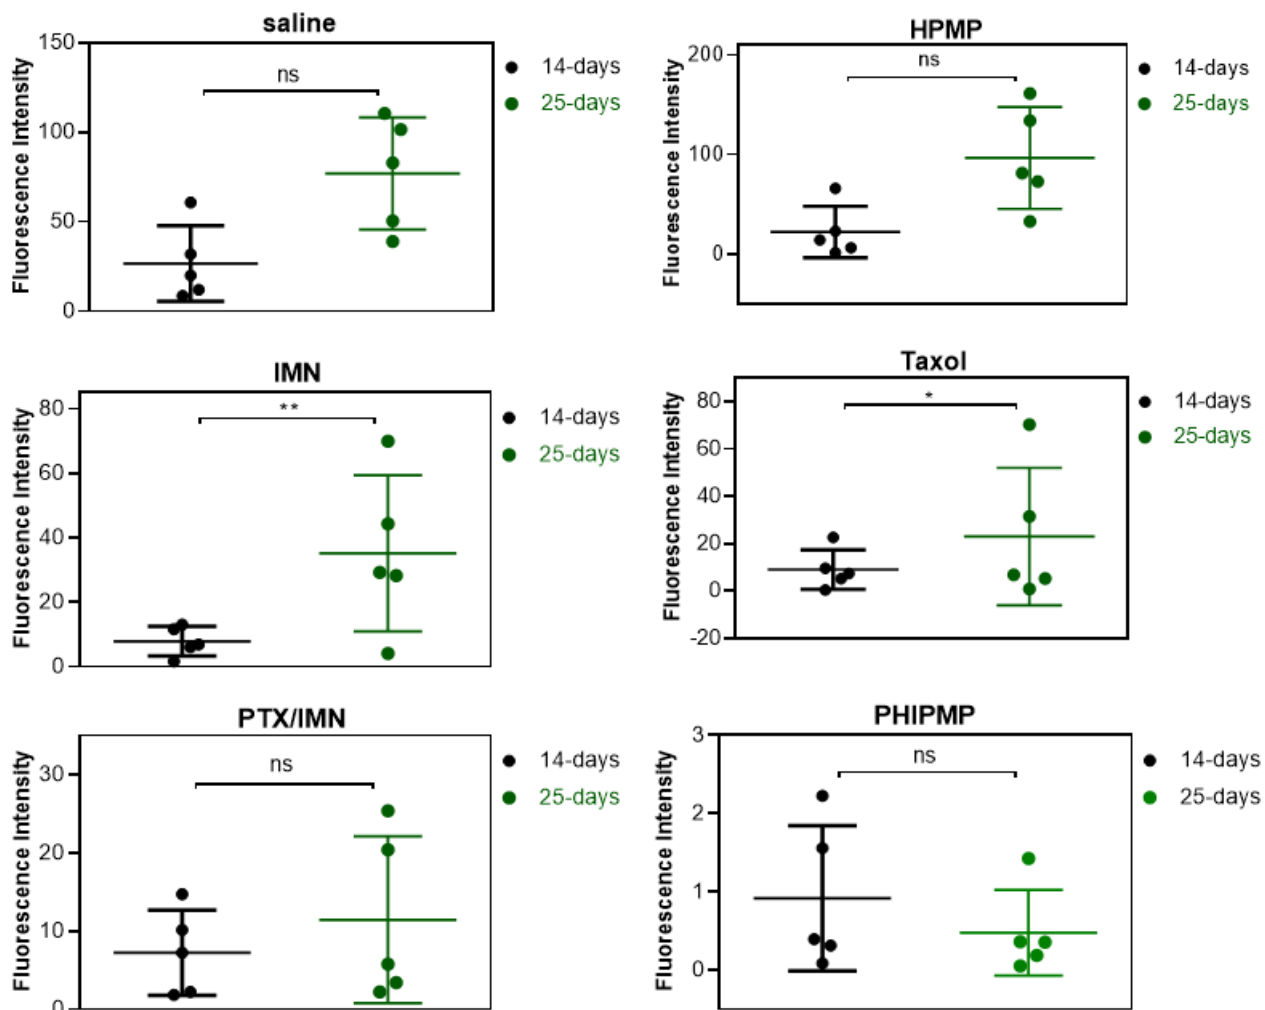 saline
150
100
50
0
Fluorescence Intensity
ns
14-days
25-days
HPMP
200
100
0
Fluorescence Intensity
ns
14-days
25-days
IMN
80
60
40
20
0
Fluorescence Intensity
**
14-days
25-days
Taxol
80
60
40
20
0
-20
Fluorescence Intensity
*
14-days
25-days
PTX/IMN
30
20
10
0
Fluorescence Intensity
ns
14-days
25-days
PHIPMP
3
2
1
0
Fluorescence Intensity
ns
14-days
25-days